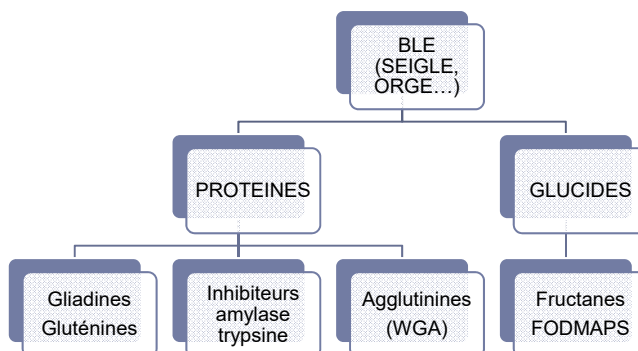 BLE
(SEIGLE,
ORGE…)
PROTEINES
GLUCIDES
Gliadines
Gluténines
Inhibiteurs
amylase
trypsine
Agglutinines
(WGA)
Fructanes
FODMAPS